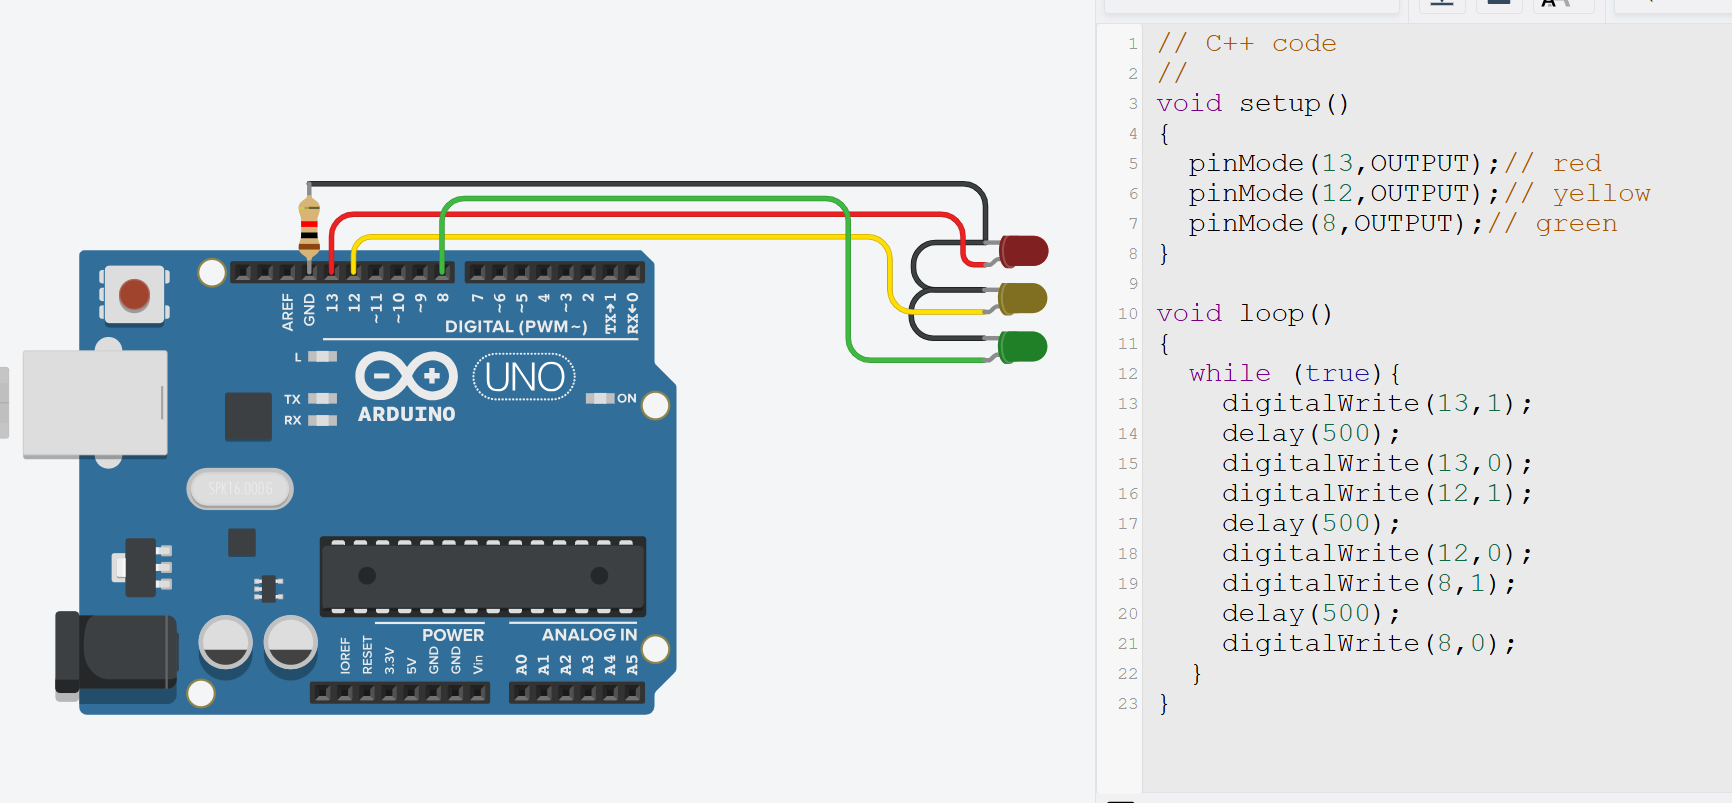 AREF
GND
13
12
~11
~10
~9
8
7
~6
~5
4
~3
2
TX→1
RX←0
DIGITAL (PWM~)
L
TX
RX
ARDUINO
UNO
ON
SPK16.000G
POWER
ANALOG IN
IOREF
RESET
3.3V
5V
GND
GND
Vin
A0
A1
A2
A3
A4
A5
1 // C++ code
2 //
3 void setup()
4 {
5 pinMode(13,OUTPUT);// red
6 pinMode(12,OUTPUT);// yellow
7 pinMode(8,OUTPUT);// green
8 }
9
10 void loop()
11 {
12 while (true){
13 digitalWrite(13,1);
14 delay(500);
15 digitalWrite(13,0);
16 digitalWrite(12,1);
17 delay(500);
18 digitalWrite(12,0);
19 digitalWrite(8,1);
20 delay(500);
21 digitalWrite(8,0);
22 }
23 }